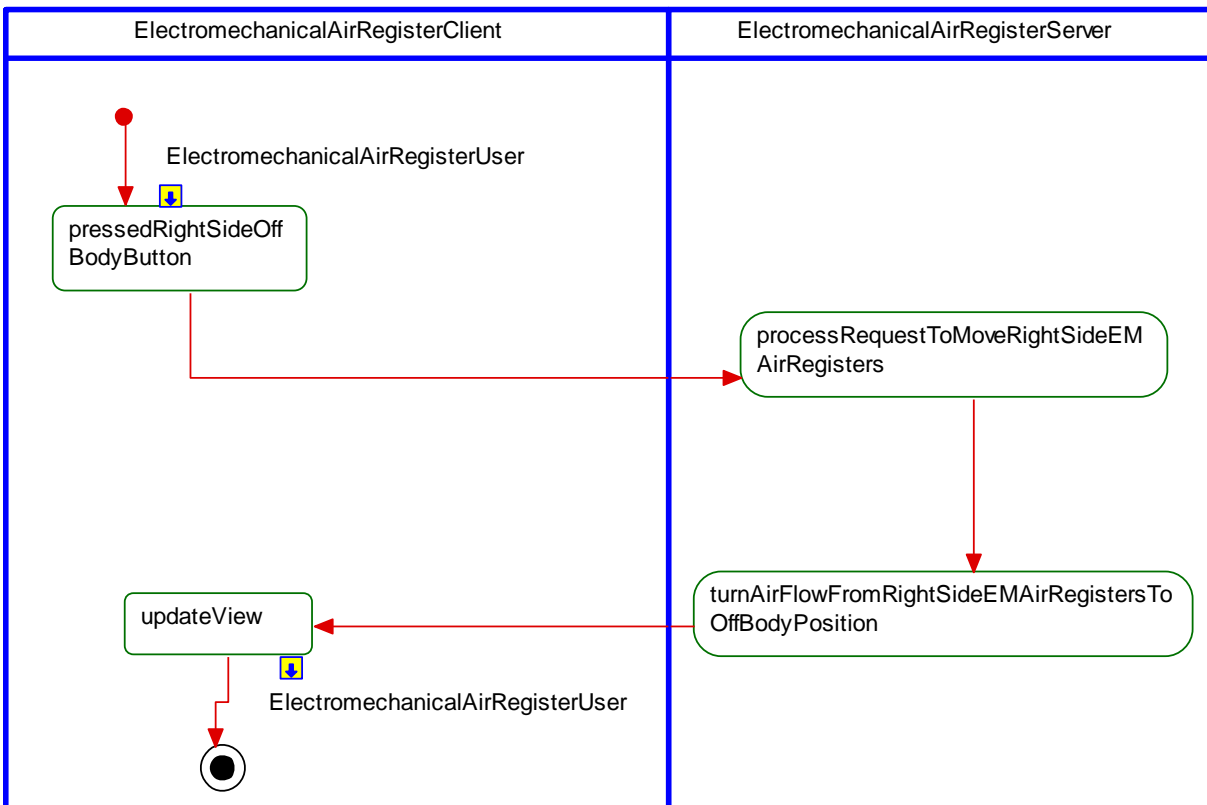 ElectromechanicalAirRegisterClient
ElectromechanicalAirRegisterServer
ElectromechanicalAirRegisterUser
pressedRightSideOff
BodyButton
processRequestToMoveRightSideEM
AirRegisters
turnAirFlowFromRightSideEMAirRegistersTo
OffBodyPosition
updateView
ElectromechanicalAirRegisterUser